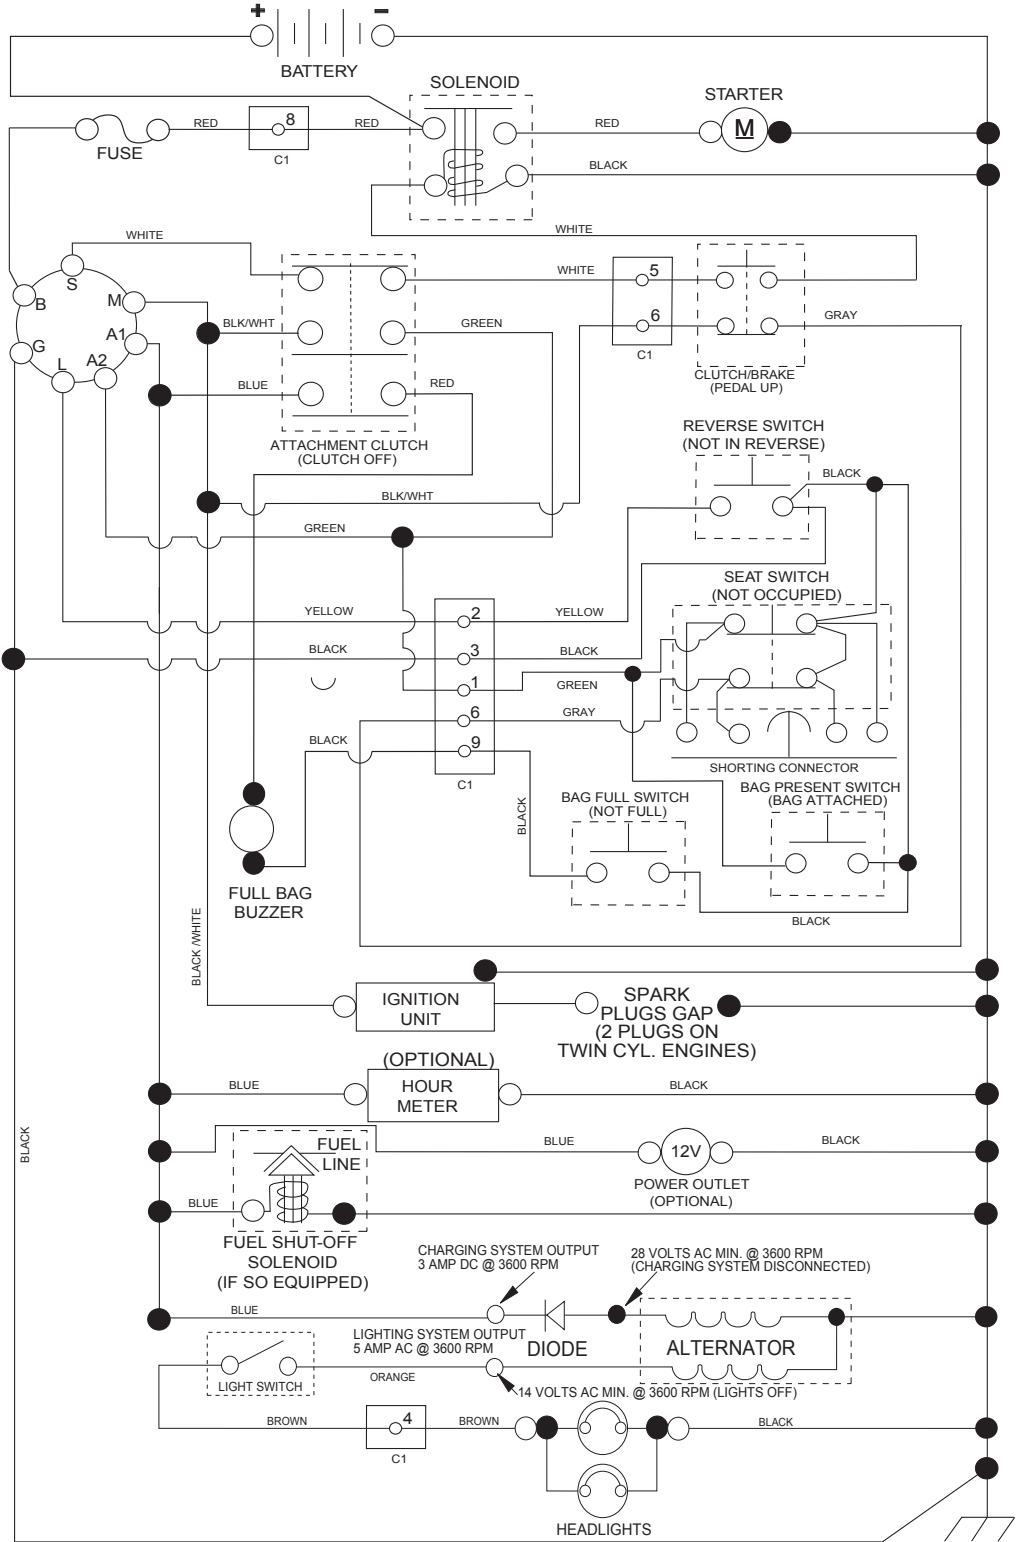 + −
BATTERY
SOLENOID
STARTER
RED
8
RED
RED
M
FUSE
C1
BLACK
WHITE
WHITE
S
WHITE
5
B
M
BLK/WHT
GREEN
6
GRAY
G
A1
C1
L
A2
BLUE
RED
CLUTCH/BRAKE
(PEDAL UP)
ATTACHMENT CLUTCH
(CLUTCH OFF)
REVERSE SWITCH
(NOT IN REVERSE)
BLACK
BLK/WHT
GREEN
SEAT SWITCH
(NOT OCCUPIED)
YELLOW
2
YELLOW
BLACK
3
BLACK
1
GREEN
6
GRAY
BLACK
9
C1
SHORTING CONNECTOR
BAG PRESENT SWITCH
(BAG ATTACHED)
BAG FULL SWITCH
(NOT FULL)
BLACK
FULL BAG
BUZZER
BLACK
BLACK /WHITE
IGNITION
UNIT
SPARK
PLUGS GAP
(2 PLUGS ON
TWIN CYL. ENGINES)
(OPTIONAL)
BLUE
HOUR
METER
BLACK
BLACK
FUEL
LINE
BLUE
12V
BLACK
POWER OUTLET
(OPTIONAL)
BLUE
FUEL SHUT-OFF
SOLENOID
(IF SO EQUIPPED)
CHARGING SYSTEM OUTPUT
3 AMP DC @ 3600 RPM
28 VOLTS AC MIN. @ 3600 RPM
(CHARGING SYSTEM DISCONNECTED)
BLUE
LIGHTING SYSTEM OUTPUT
5 AMP AC @ 3600 RPM
DIODE
ALTERNATOR
LIGHT SWITCH
ORANGE
14 VOLTS AC MIN. @ 3600 RPM (LIGHTS OFF)
BROWN
4
BROWN
BLACK
C1
HEADLIGHTS